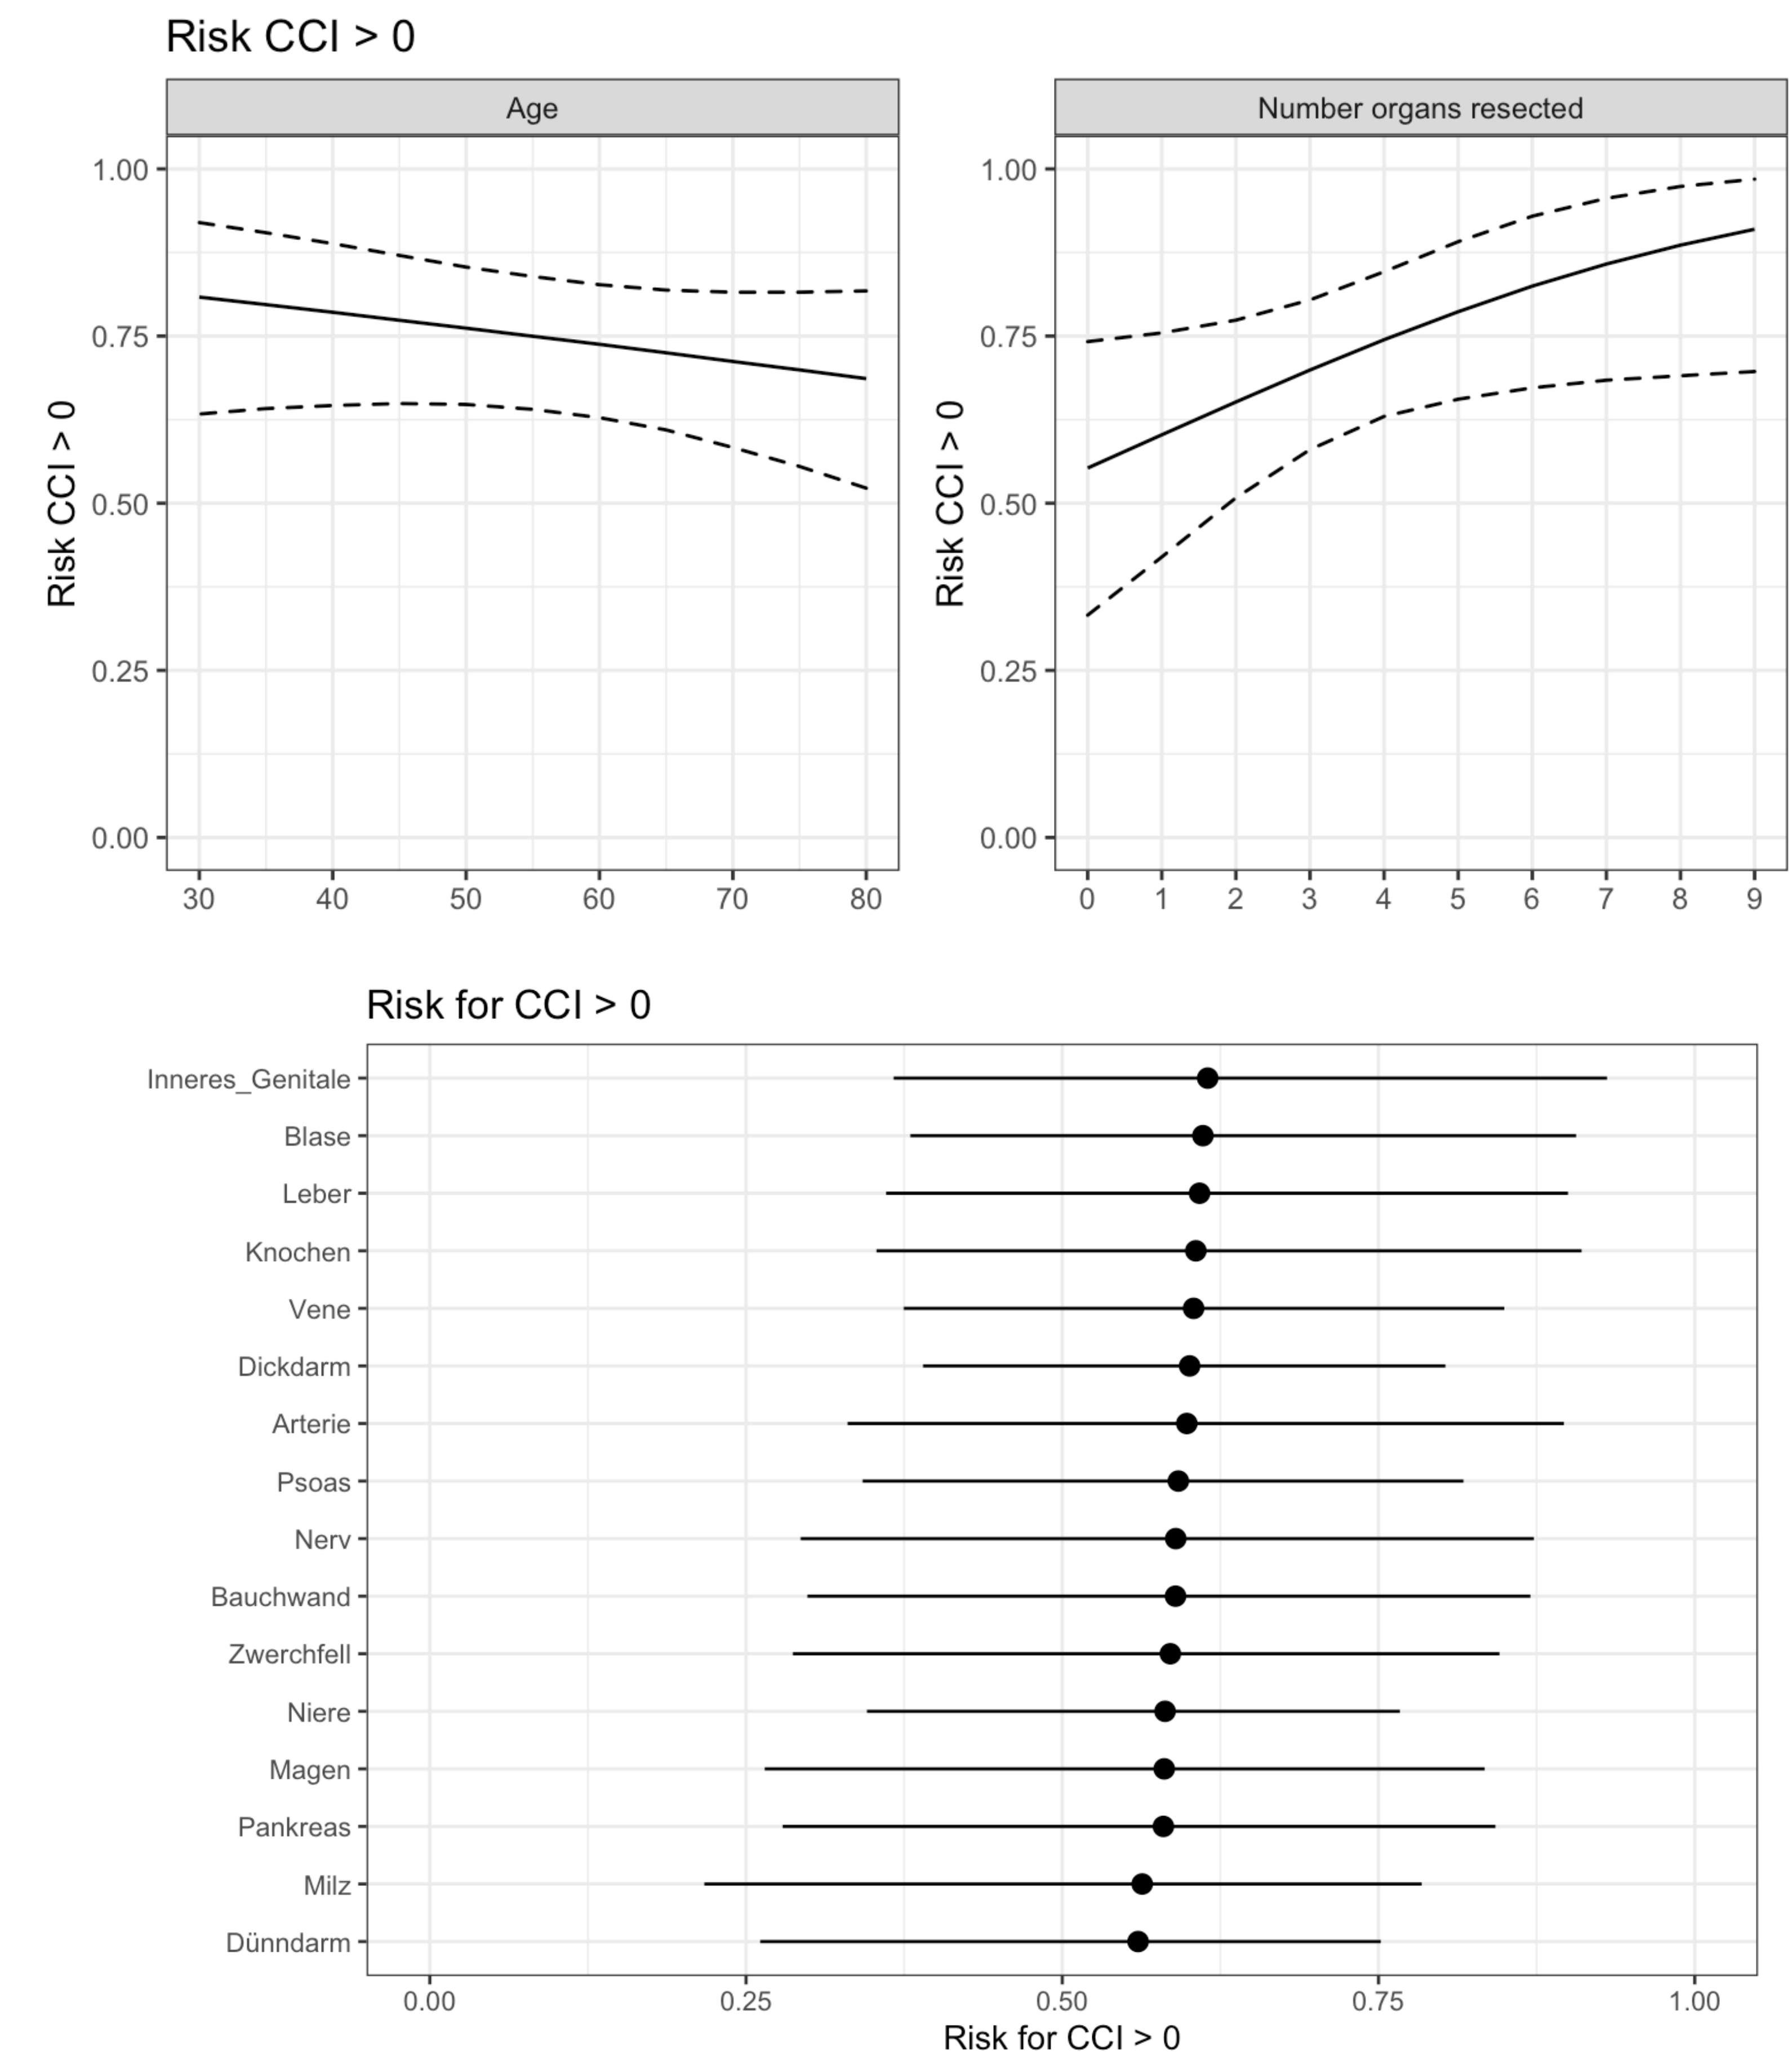 Risk CCI > 0
Age
Number organs resected
Risk CCI > 0
1.00
0.75
0.50
0.25
0.00
30 40 50 60 70 80
Risk CCI > 0
1.00
0.75
0.50
0.25
0.00
0 1 2 3 4 5 6 7 8 9
Risk for CCI > 0
Inneres_Genitale
Blase
Leber
Knochen
Vene
Dickdarm
Arterie
Psoas
Nerv
Bauchwand
Zwerchfell
Niere
Magen
Pankreas
Milz
Dünndarm
0.00 0.25 0.50 0.75 1.00
Risk for CCI > 0